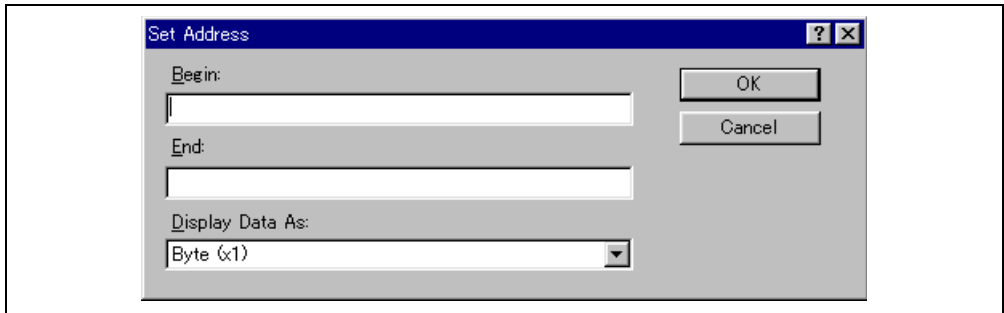 Set Address
Begin:
OK
Cancel
End:
Display Data As:
Byte (x1)